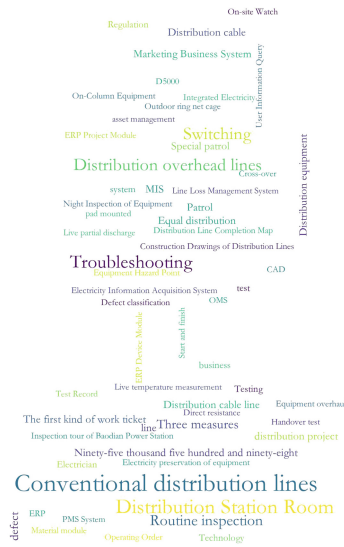 On-site Watch
Regulation
Distribution cable
Marketing Business System
User Information Query
D5000
On-Column Equipment
Integrated Electricity
Outdoor ring net cage
asset management
ERP Project Module
Switching
Special patrol
Distribution equipment
Distribution overhead lines
Cross-over
system
MIS
Line Loss Management System
Night Inspection of Equipment
Patrol
pad mounted
Equal distribution
Live partial discharge
Distribution Line Completion Map
Construction Drawings of Distribution Lines
Troubleshooting
Equipment Hazard Point
CAD
Electricity Information Acquisition System
test
Defect classification
OMS
ERP Device Module
Start and finish
business
Live temperature measurement
Testing
Test Record
Distribution cable line
Equipment overhau
Direct resistance
The first kind of work ticket
line
Three measures
Handover test
Inspection tour of Baodian Power Station
distribution project
Ninety-five thousand five hundred and ninety-eight
Electrician
Electricity preservation of equipment
Conventional distribution lines
Distribution Station Room
defect
ERP
PMS System
Routine inspection
Material module
Operating Order
Technology